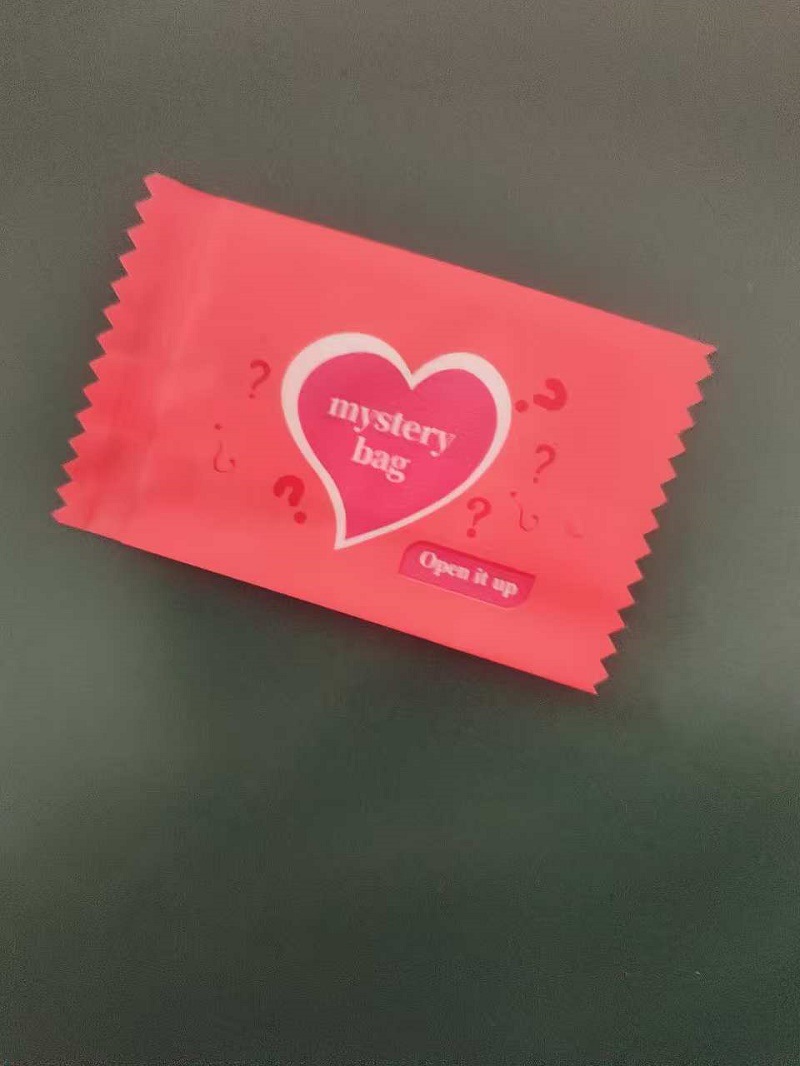 mystery
bag
Open it up